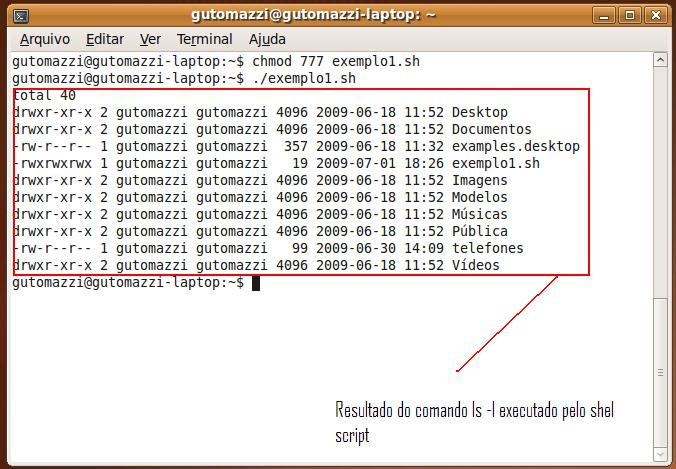 gutomazzi@gutomazzi-laptop: ~
Arquivo Editar Ver Terminal Ajuda
gutomazzi@gutomazzi-laptop:~$ chmod 777 exemplo1.sh
gutomazzi@gutomazzi-laptop:~$ ./exemplo1.sh
total 40
drwxr-xr-x 2 gutomazzi gutomazzi 4096 2009-06-18 11:52 Desktop
drwxr-xr-x 2 gutomazzi gutomazzi 4096 2009-06-18 11:52 Documentos
-rw-r--r-- 1 gutomazzi gutomazzi  357 2009-06-18 11:32 examples.desktop
-rwxrwxrwx 1 gutomazzi gutomazzi   19 2009-07-01 18:26 exemplo1.sh
drwxr-xr-x 2 gutomazzi gutomazzi 4096 2009-06-18 11:52 Imagens
drwxr-xr-x 2 gutomazzi gutomazzi 4096 2009-06-18 11:52 Modelos
drwxr-xr-x 2 gutomazzi gutomazzi 4096 2009-06-18 11:52 Músicas
drwxr-xr-x 2 gutomazzi gutomazzi 4096 2009-06-18 11:52 Pública
-rw-r--r-- 1 gutomazzi gutomazzi   99 2009-06-30 14:09 telefones
drwxr-xr-x 2 gutomazzi gutomazzi 4096 2009-06-18 11:52 Vídeos
gutomazzi@gutomazzi-laptop:~$
Resultado do comando ls -l executado pelo shel
script